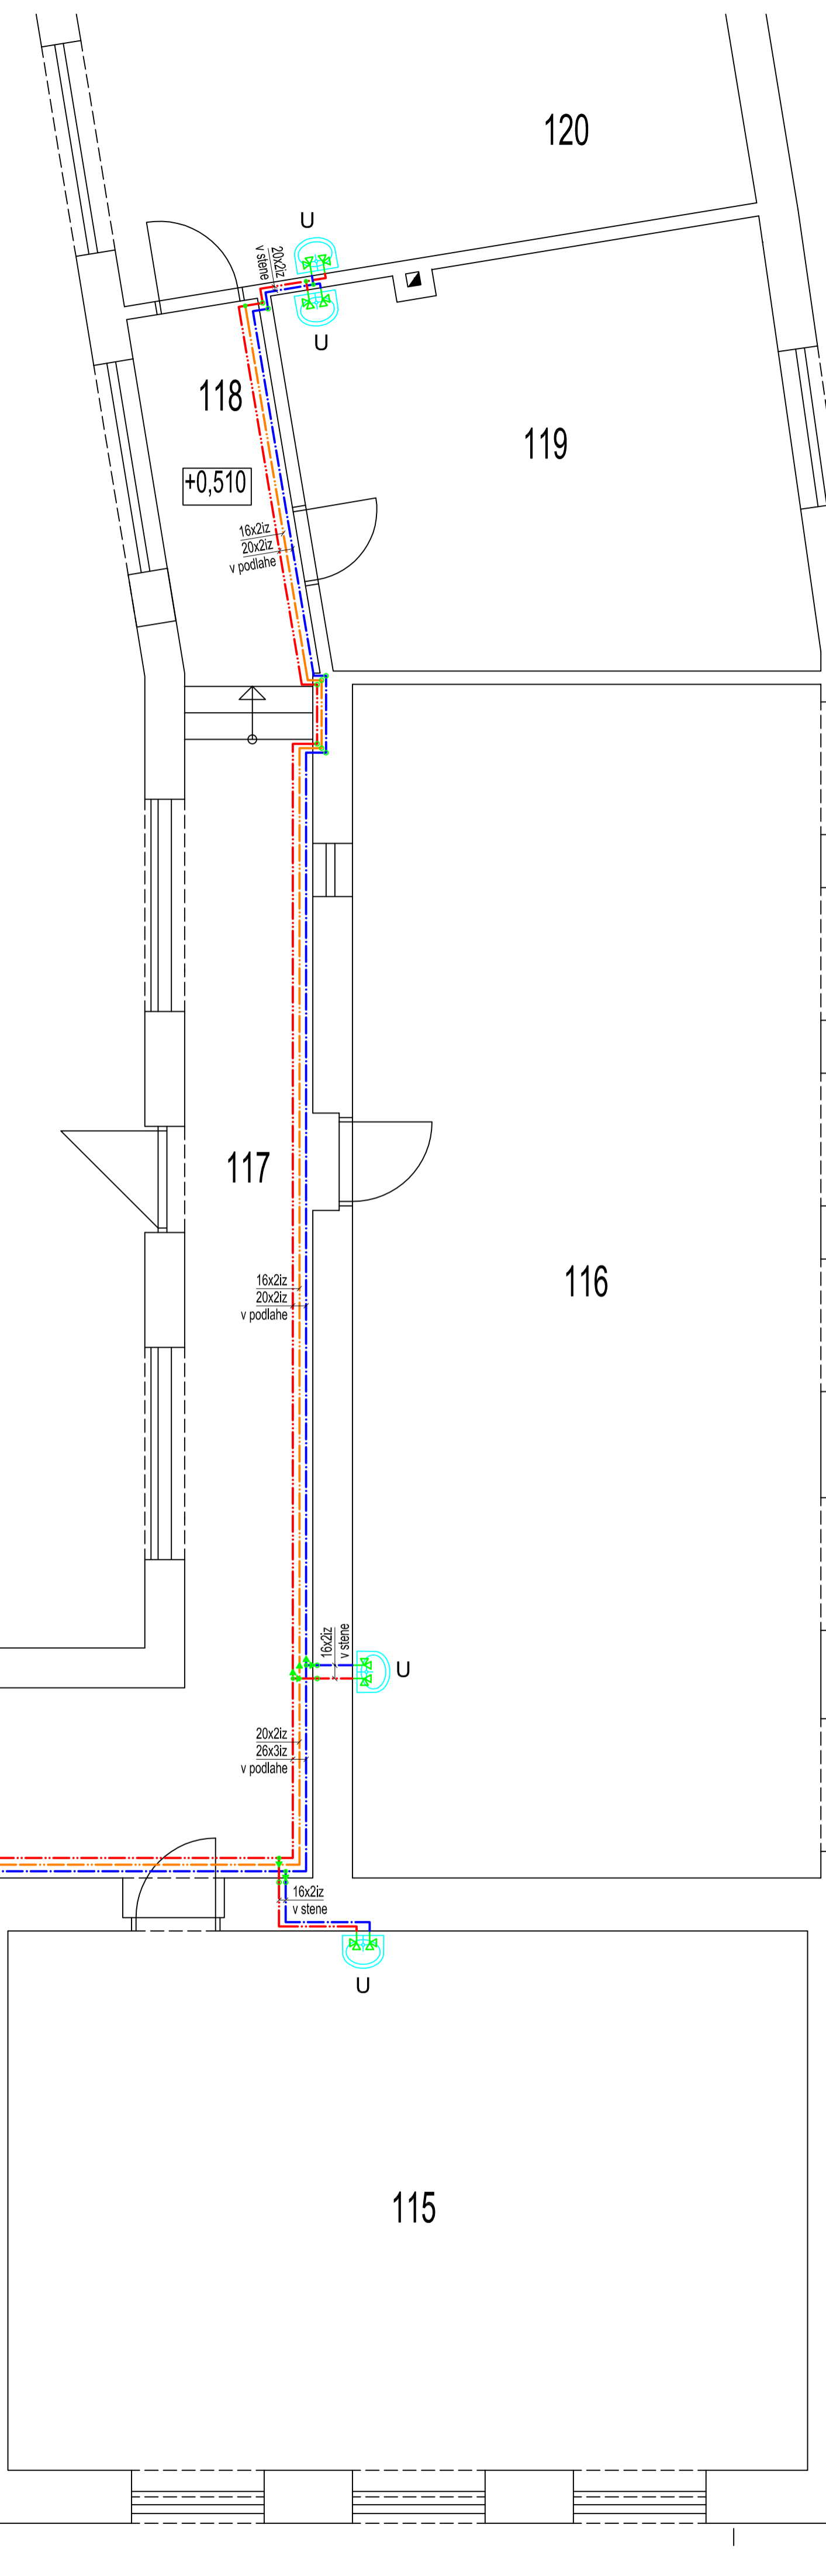 120
U
20x2iz
v stene
U
118
119
+0,510
16x2iz
20x2iz
v podlahe
117
116
16x2iz
20x2iz
v podlahe
16x2iz
v stene
U
20x2iz
26x3iz
v podlahe
16x2iz
v stene
U
115